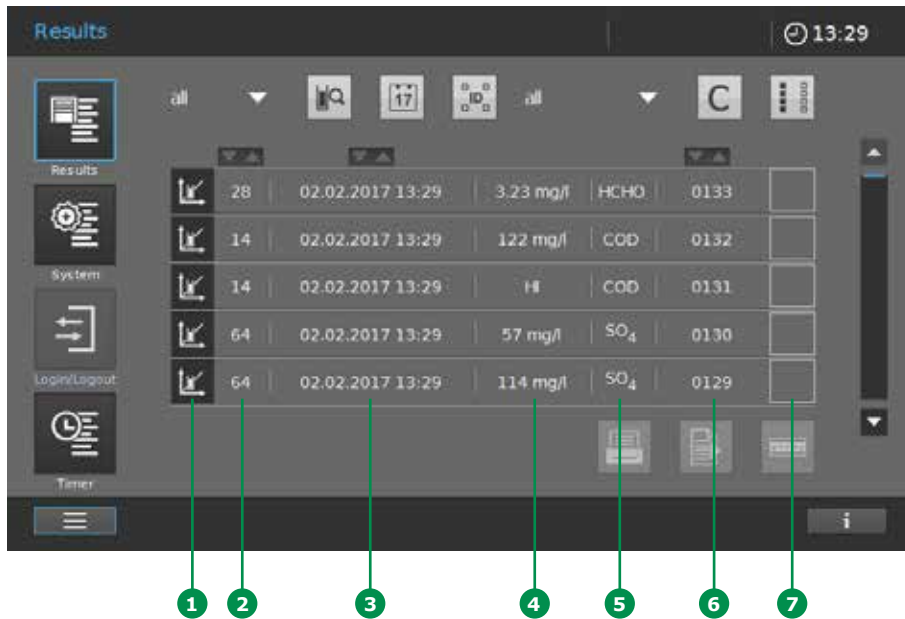 Results 13:29
all 17 ID all C
Results
28 02.02.2017 13:29 3.23 mg/l HCHO 0133
14 02.02.2017 13:29 122 mg/l COD 0132
System
14 02.02.2017 13:29 HI COD 0131
64 02.02.2017 13:29 57 mg/l SO₄ 0130
Login/Logout
64 02.02.2017 13:29 114 mg/l SO₄ 0129
Timer
i
1 2 3 4 5 6 7